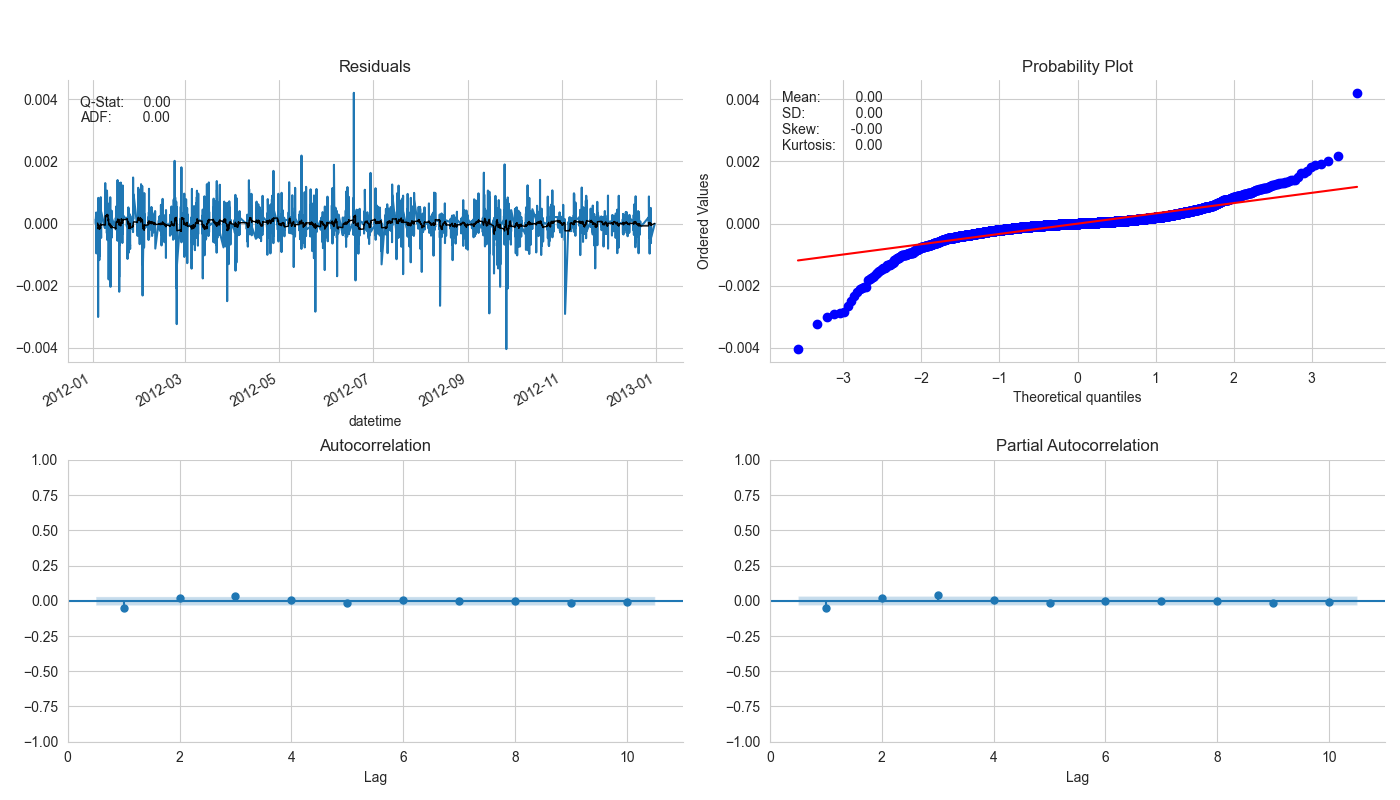 Residuals
Q-Stat: 0.00
ADF: 0.00
0.004
0.002
0.000
−0.002
−0.004
2012-01
2012-03
2012-05
2012-07
2012-09
2012-11
2013-01
datetime
Probability Plot
Mean: 0.00
SD: 0.00
Skew: -0.00
Kurtosis: 0.00
Ordered Values
0.004
0.002
0.000
−0.002
−0.004
−3 −2 −1 0 1 2 3
Theoretical quantiles
Autocorrelation
1.00
0.75
0.50
0.25
0.00
−0.25
−0.50
−0.75
−1.00
0 2 4 6 8 10
Lag
Partial Autocorrelation
1.00
0.75
0.50
0.25
0.00
−0.25
−0.50
−0.75
−1.00
0 2 4 6 8 10
Lag